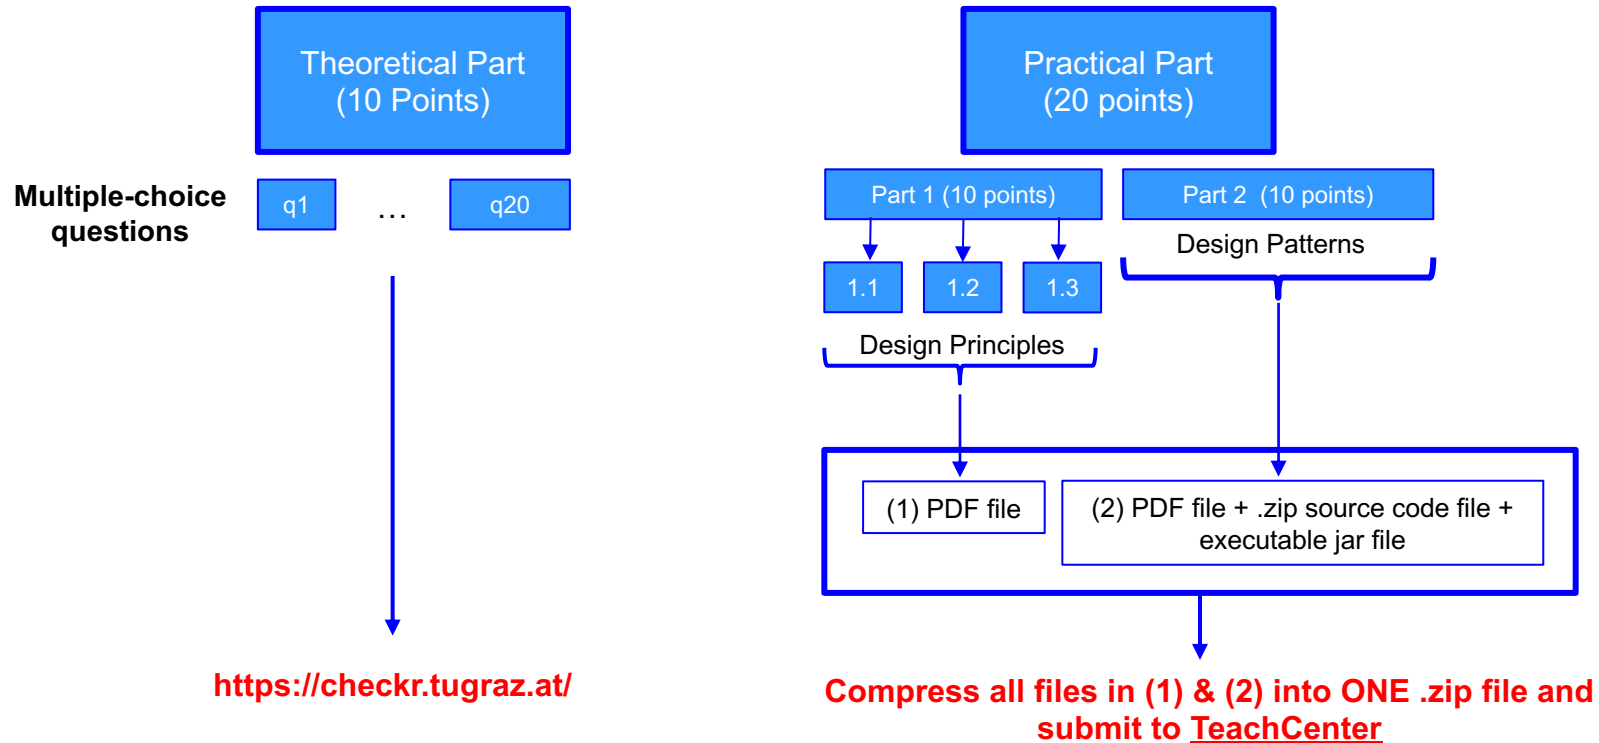 Theoretical Part
(10 Points)
Multiple-choice
questions
q1
...
q20
https://checkr.tugraz.at/
Practical Part
(20 points)
Part 1 (10 points)
Part 2 (10 points)
1.1
1.2
1.3
Design Principles
Design Patterns
(1) PDF file
(2) PDF file + .zip source code file +
executable jar file
Compress all files in (1) & (2) into ONE .zip file and
submit to TeachCenter